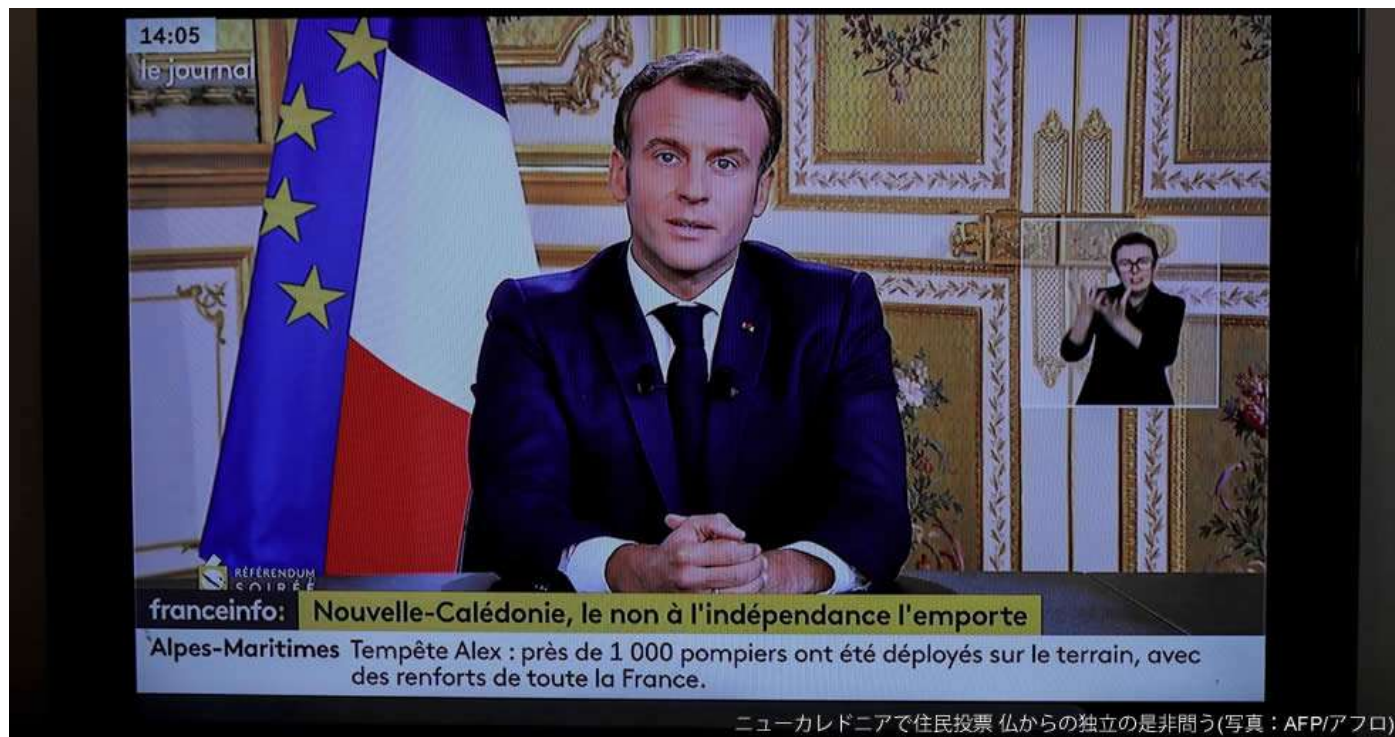 14:05
le journal
RÉFÉRENDUM
SOIRÉE
franceinfo: Nouvelle-Calédonie, le non à l'indépendance l'emporte
Alpes-Maritimes Tempête Alex : près de 1 000 pompiers ont été déployés sur le terrain, avec
des renforts de toute la France.
ニューカレドニアで住民投票 仏からの独立の是非問う(写真：AFP/アフロ)